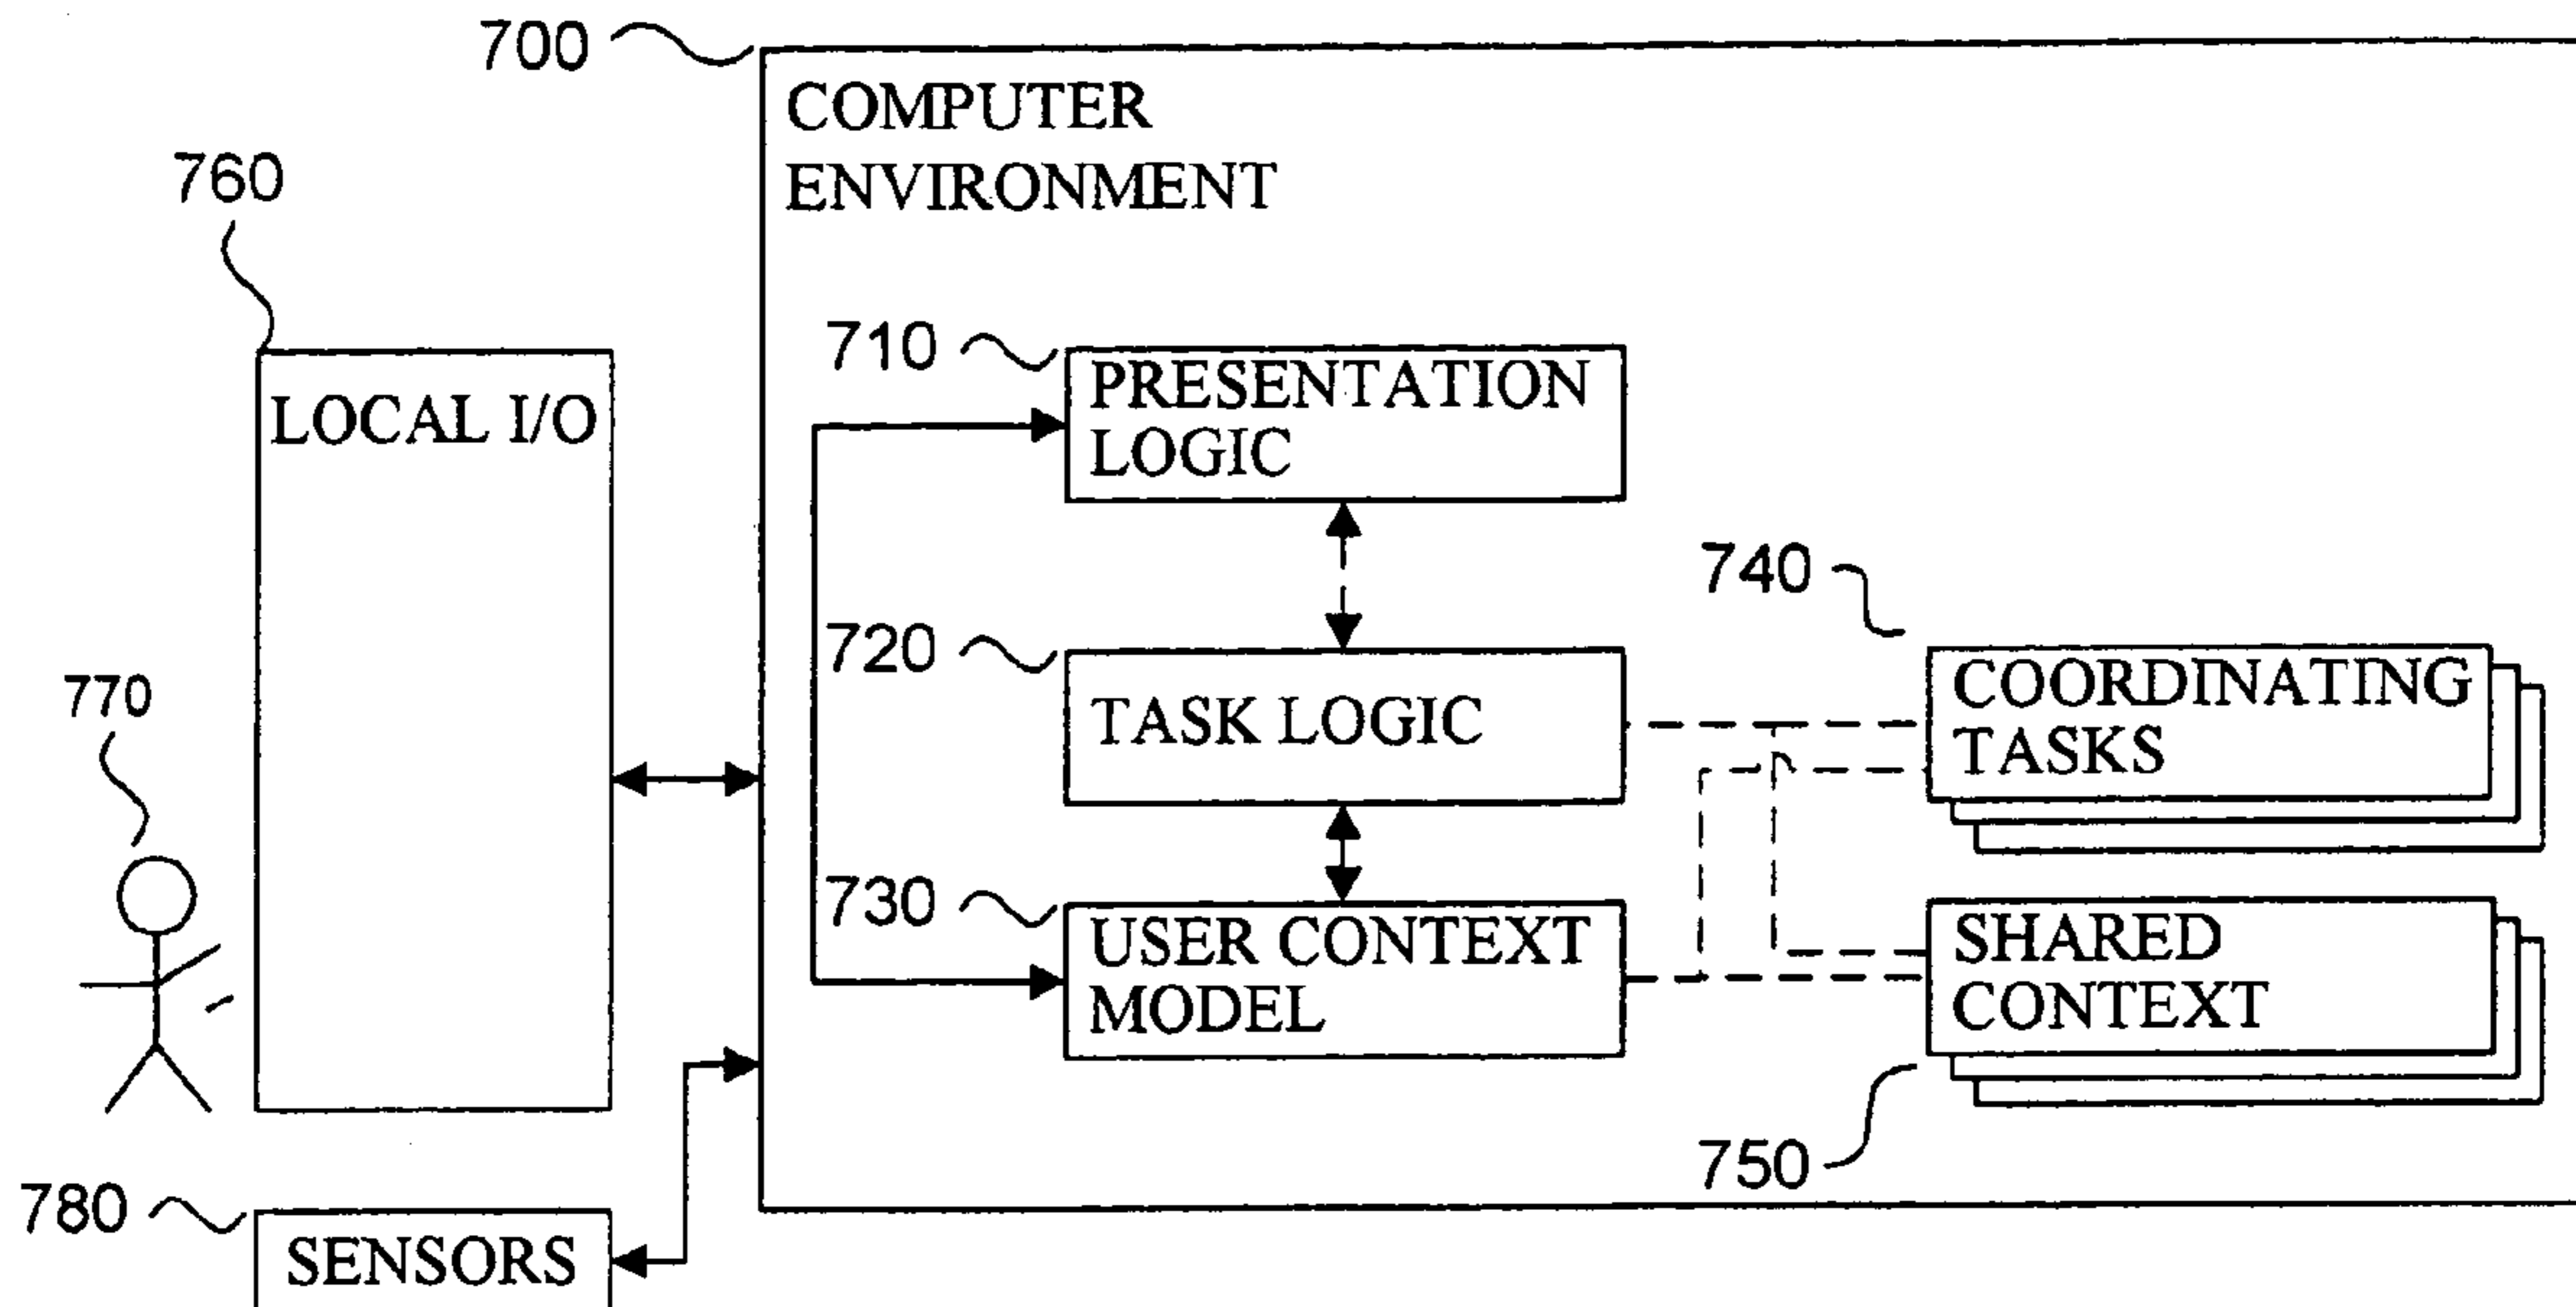 700
COMPUTER
ENVIRONMENT
760
LOCAL I/O
710
PRESENTATION
LOGIC
720
TASK LOGIC
740
COORDINATING
TASKS
770
730
USER CONTEXT
MODEL
SHARED
CONTEXT
750
780
SENSORS